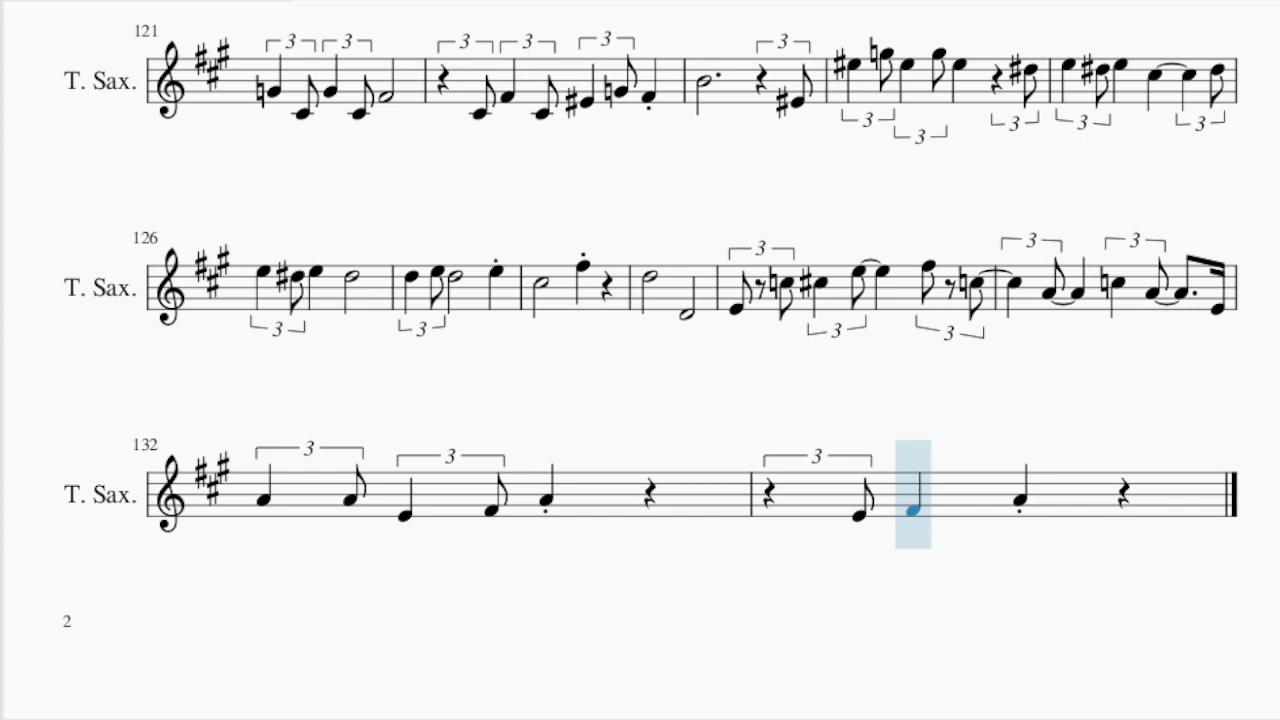 121
3 3 3 3 3 3
T. Sax.
3 3 3 3 3
126
3 3 3
T. Sax.
3 3 3 3
132
3 3 3
T. Sax.
2